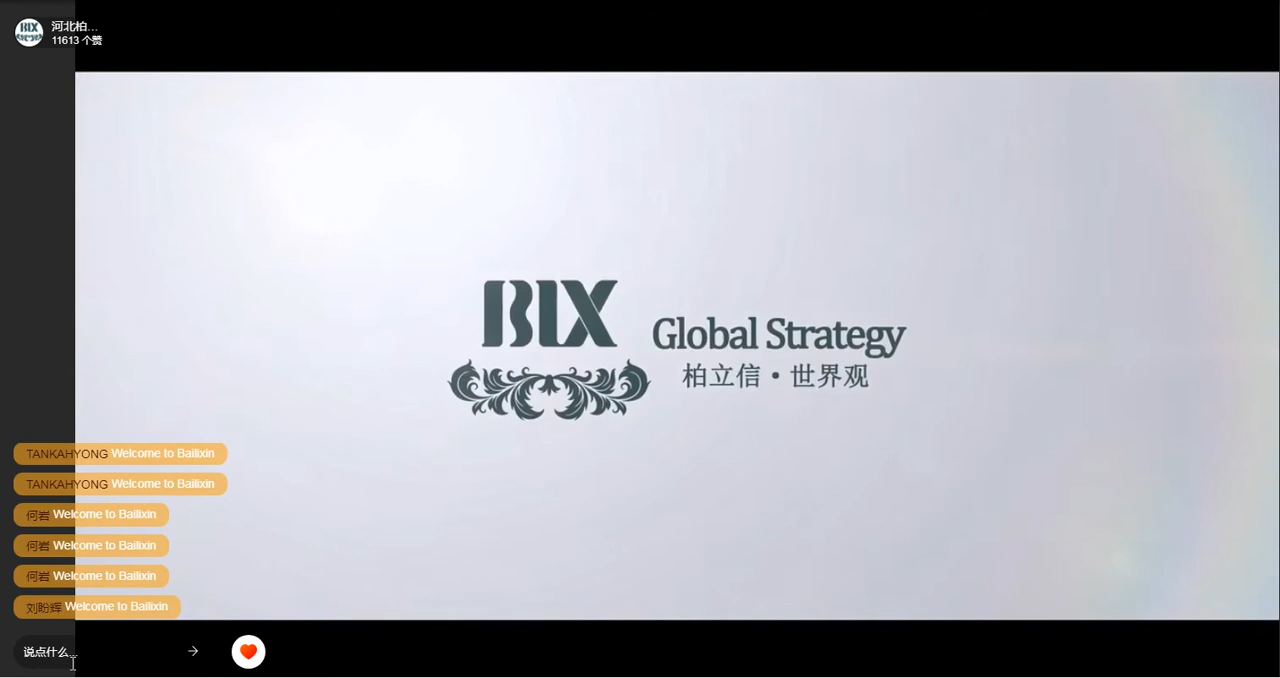 BLX
河北柏...
11613 个赞
BLX
Global Strategy
柏立信·世界观
TANKAHYONG Welcome to Bailixin
TANKAHYONG Welcome to Bailixin
何岩 Welcome to Bailixin
何岩 Welcome to Bailixin
何岩 Welcome to Bailixin
刘盼辉 Welcome to Bailixin
说点什么...